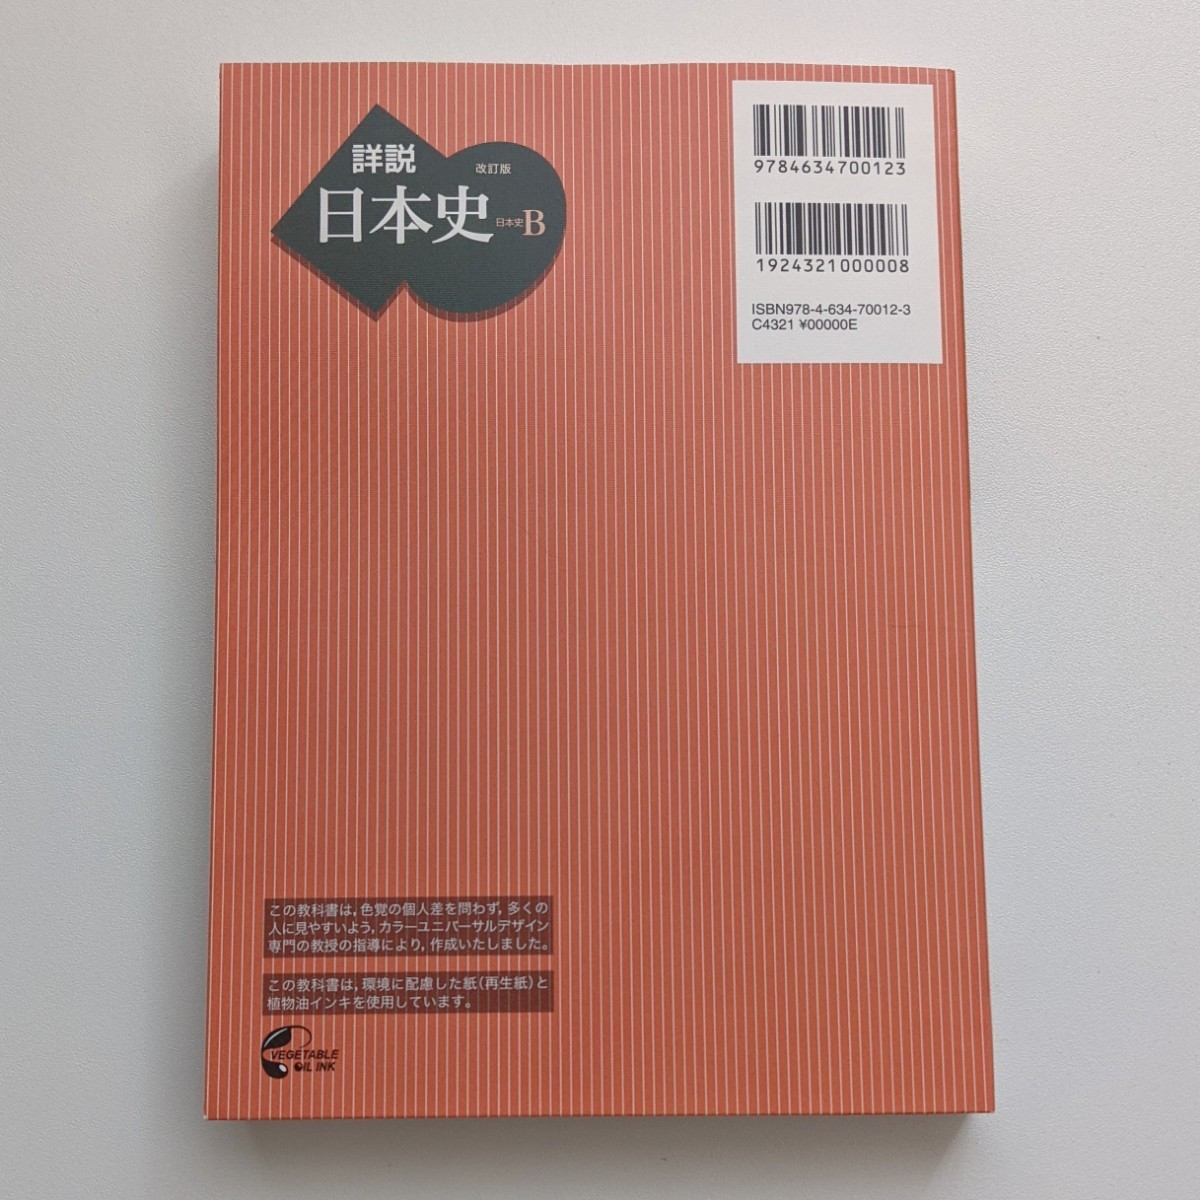 詳説
改訂版
日本史
日本史B
9784634700123
1924321000008
ISBN978-4-634-70012-3
C4321 ¥00000E
この教科書は,色覚の個人差を問わず,多くの
人に見やすいよう,カラーユニバーサルデザイン
専門の教授の指導により,作成いたしました。
この教科書は,環境に配慮した紙(再生紙)と
植物油インキを使用しています。
VEGETABLE
OIL INK